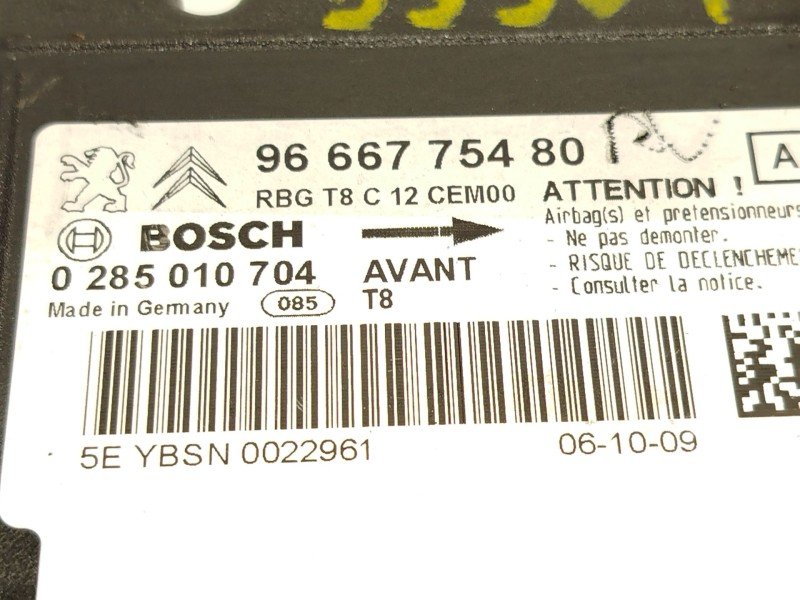 96 667 754 80
A
RBG T8 C 12 CEM00
ATTENTION !
BOSCH
Airbag(s) et pretensionneurs
- Ne pas demonter.
0 285 010 704
AVANT
- RISQUE DE DECLENCHEME
- Consulter la notice.
Made in Germany
085
T8
5E YBSN 0022961
06-10-09